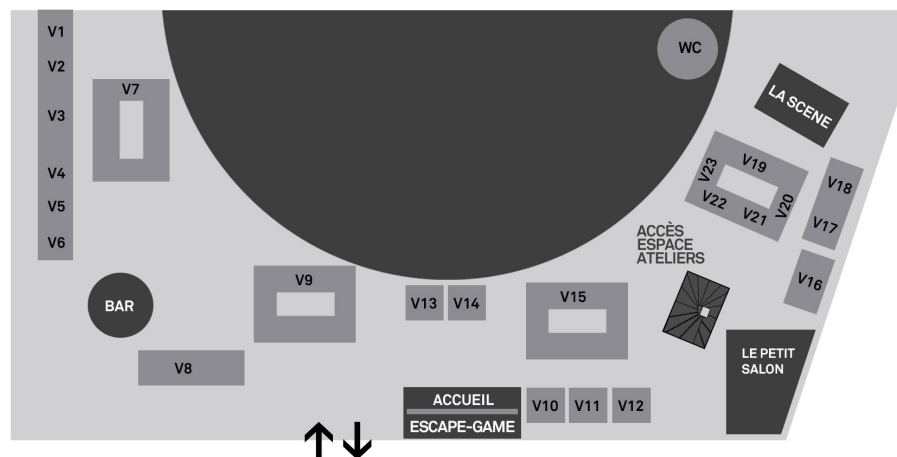 V1
V2
V3
V4
V5
V6
V7
WC
LA SCENE
V23
V19
V20
V22
V21
V18
V17
V16
ACCÈS
ESPACE
ATELIERS
BAR
V9
V8
V13
V14
V15
LE PETIT
SALON
ACCUEIL
ESCAPE-GAME
V10
V11
V12